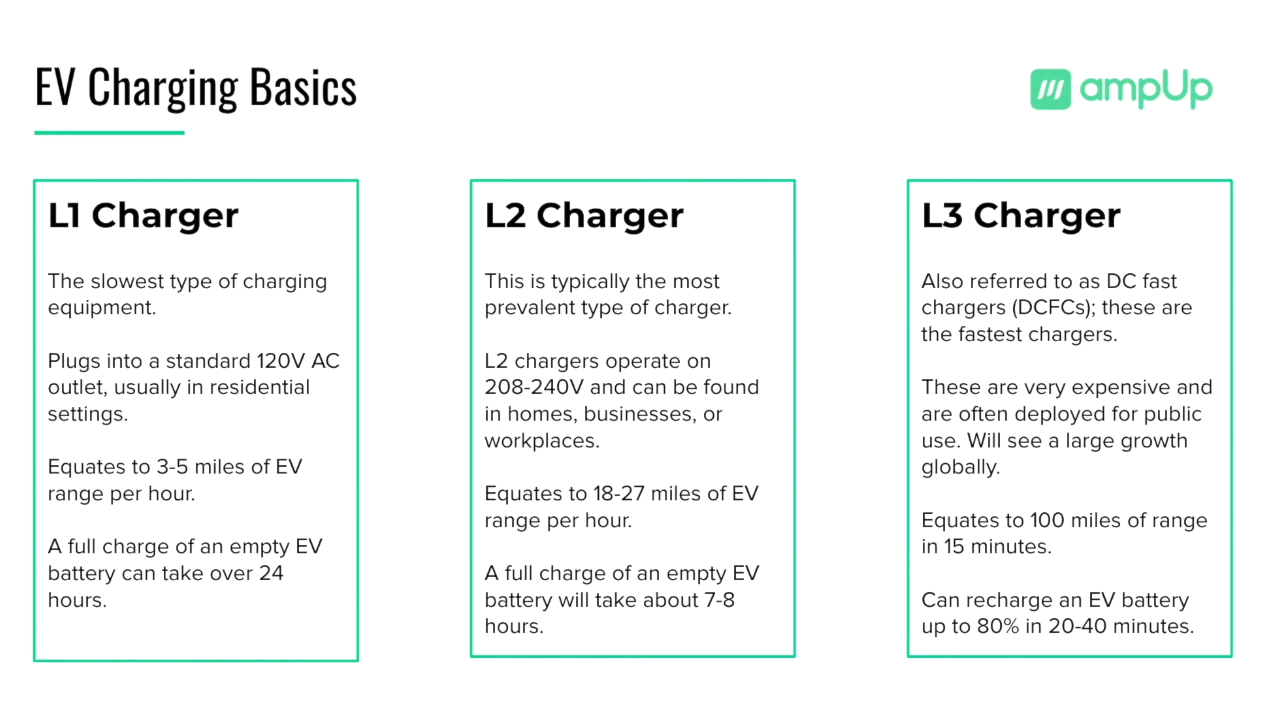 EV Charging Basics
ampUp
L1 Charger
The slowest type of charging
equipment.
Plugs into a standard 120V AC
outlet, usually in residential
settings.
Equates to 3-5 miles of EV
range per hour.
A full charge of an empty EV
battery can take over 24
hours.
L2 Charger
This is typically the most
prevalent type of charger.
L2 chargers operate on
208-240V and can be found
in homes, businesses, or
workplaces.
Equates to 18-27 miles of EV
range per hour.
A full charge of an empty EV
battery will take about 7-8
hours.
L3 Charger
Also referred to as DC fast
chargers (DCFCs); these are
the fastest chargers.
These are very expensive and
are often deployed for public
use. Will see a large growth
globally.
Equates to 100 miles of range
in 15 minutes.
Can recharge an EV battery
up to 80% in 20-40 minutes.